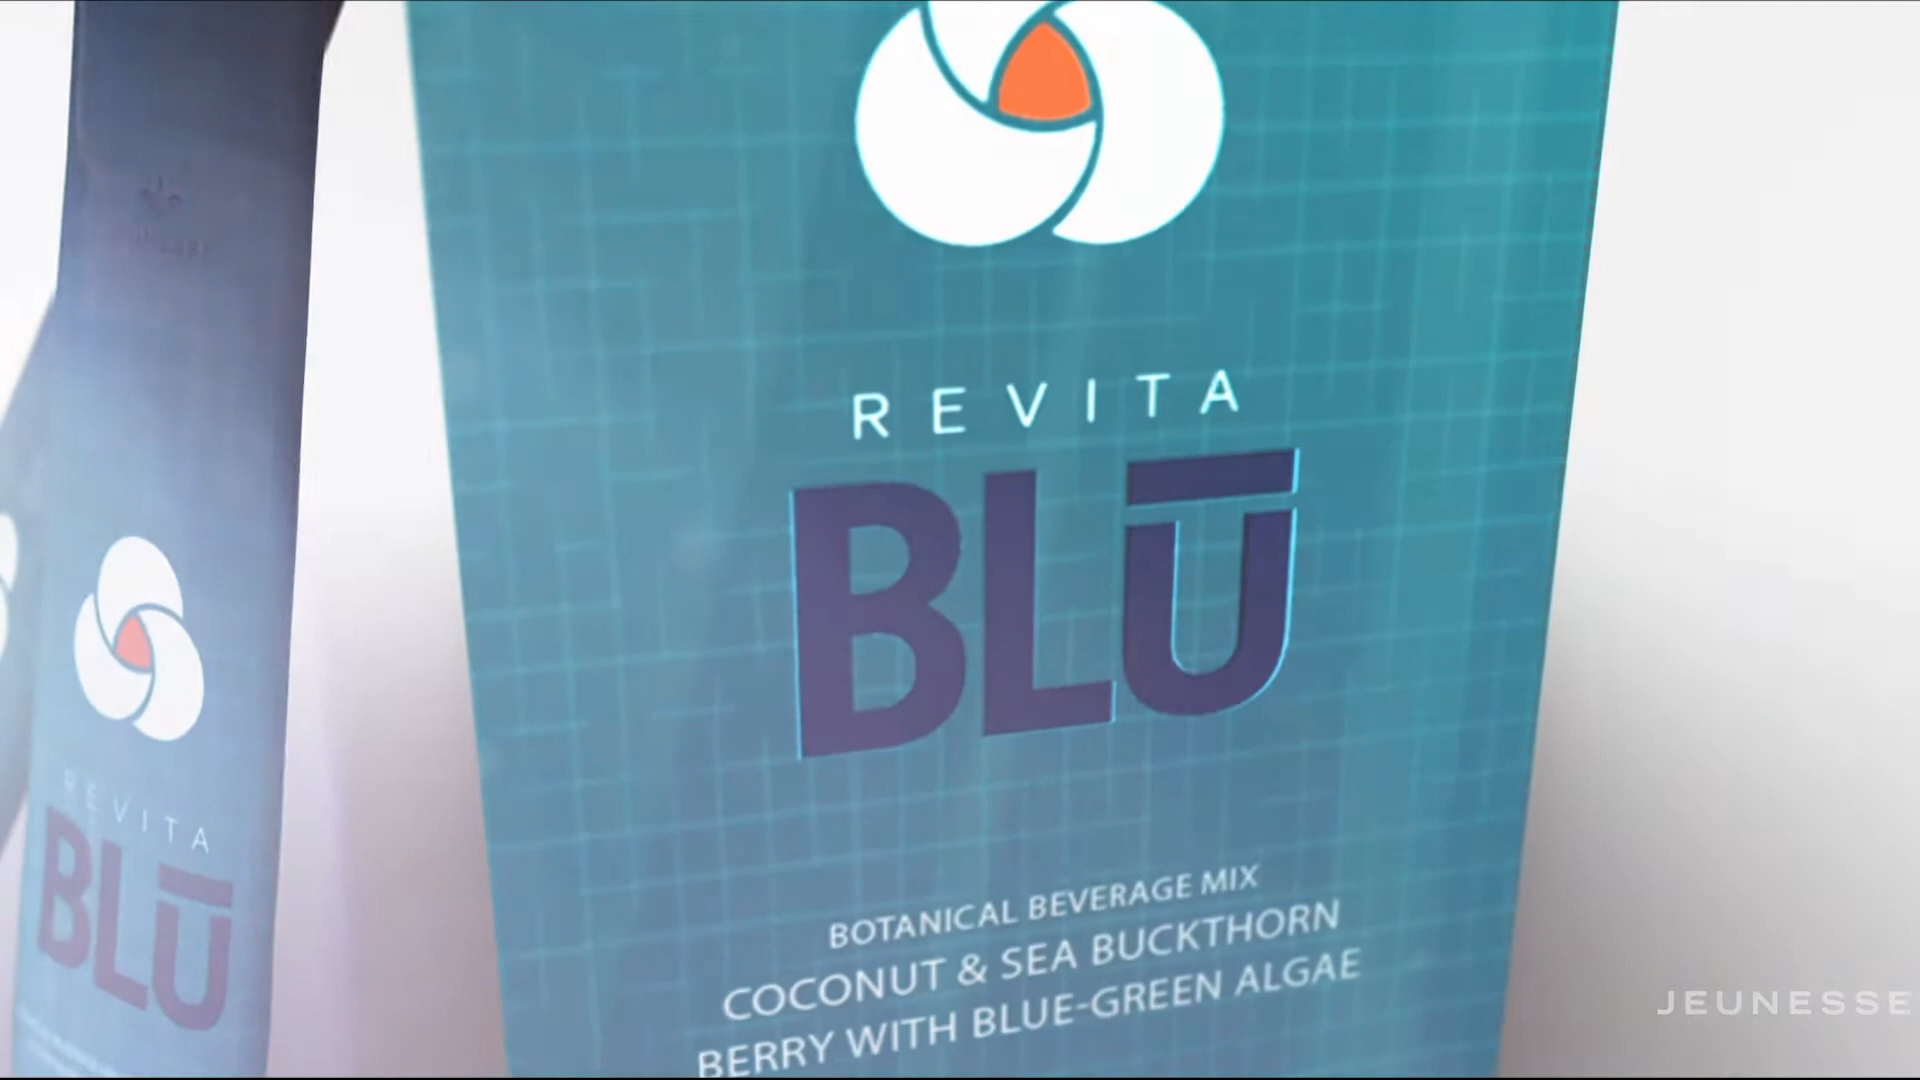 REVITA
BLŪ
BOTANICAL BEVERAGE MIX
COCONUT & SEA BUCKTHORN
BERRY WITH BLUE-GREEN ALGAE
REVITA
BLŪ
JEUNESSE